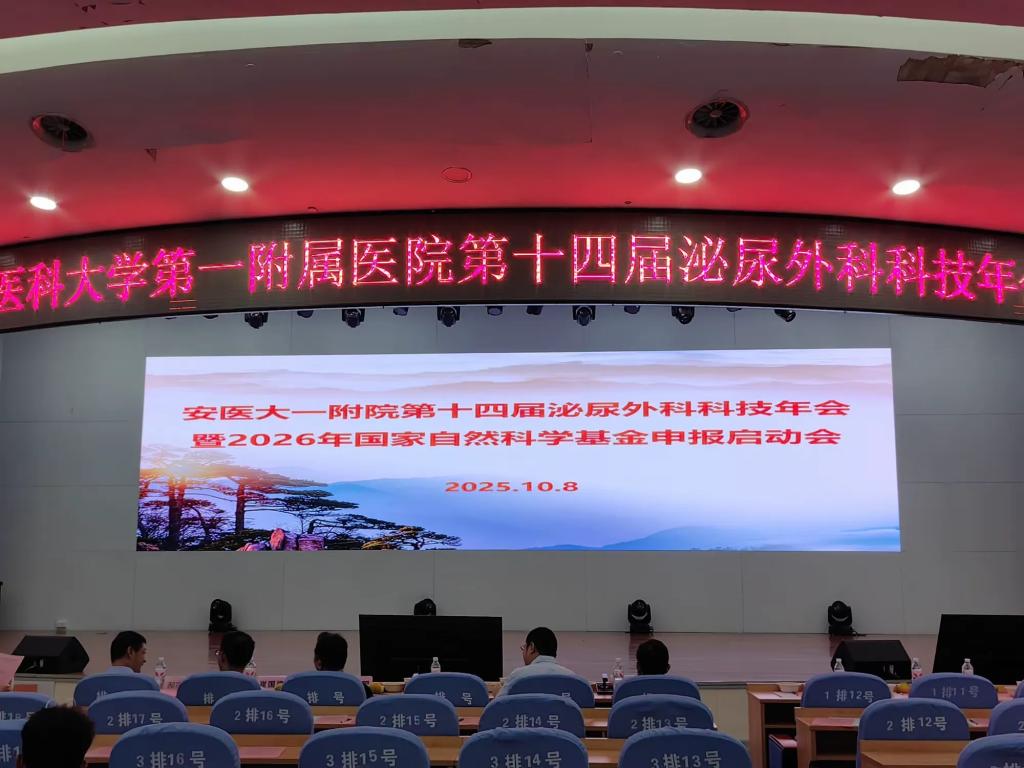 医科大学第一附属医院第十四届泌尿外科科技年
安医大一附院第十四届泌尿外科科技年会
暨2026年国家自然科学基金申报启动会
2025.10.8
排 号
排 号
1排12号
1排11号
2排17号
2排16号
2排15号
2排14号
2排13号
2排12号
3排16号
3排15号
3排14号
3排13号